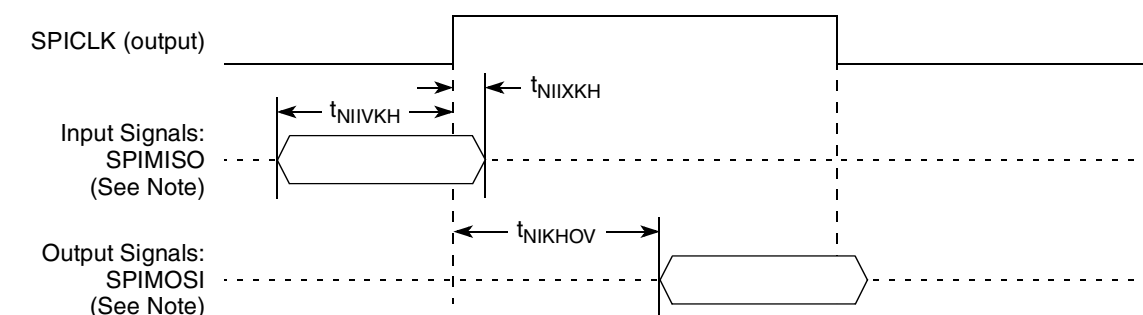 SPICLK (output)
tNIIXKH
tNIIVKH
Input Signals:
SPIMISO
(See Note)
tNIKHOV
Output Signals:
SPIMOSI
(See Note)